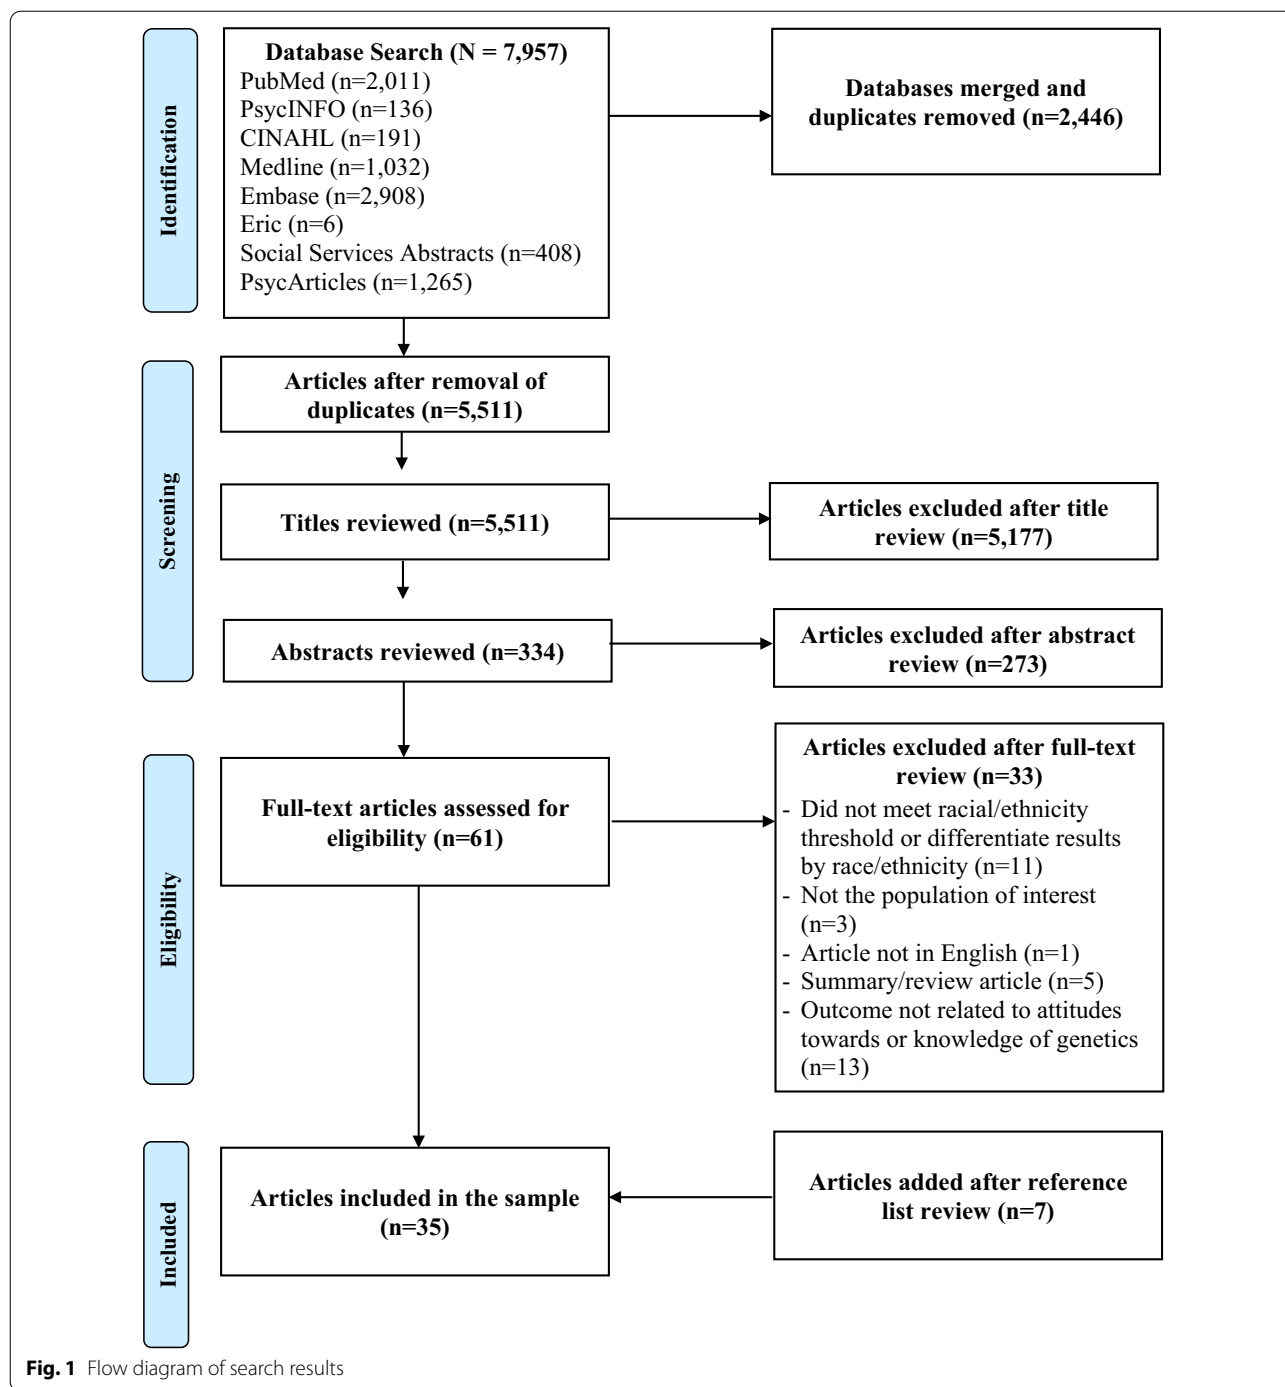 Identification
Database Search (N = 7,957)
PubMed (n=2,011)
PsycINFO (n=136)
CINAHL (n=191)
Medline (n=1,032)
Embase (n=2,908)
Eric (n=6)
Social Services Abstracts (n=408)
PsycArticles (n=1,265)
Databases merged and
duplicates removed (n=2,446)
Screening
Articles after removal of
duplicates (n=5,511)
Titles reviewed (n=5,511)
Articles excluded after title
review (n=5,177)
Abstracts reviewed (n=334)
Articles excluded after abstract
review (n=273)
Eligibility
Full-text articles assessed for
eligibility (n=61)
Articles excluded after full-text
review (n=33)
- Did not meet racial/ethnicity
threshold or differentiate results
by race/ethnicity (n=11)
- Not the population of interest
(n=3)
- Article not in English (n=1)
- Summary/review article (n=5)
- Outcome not related to attitudes
towards or knowledge of genetics
(n=13)
Included
Articles included in the sample
(n=35)
Articles added after reference
list review (n=7)
Fig. 1 Flow diagram of search results